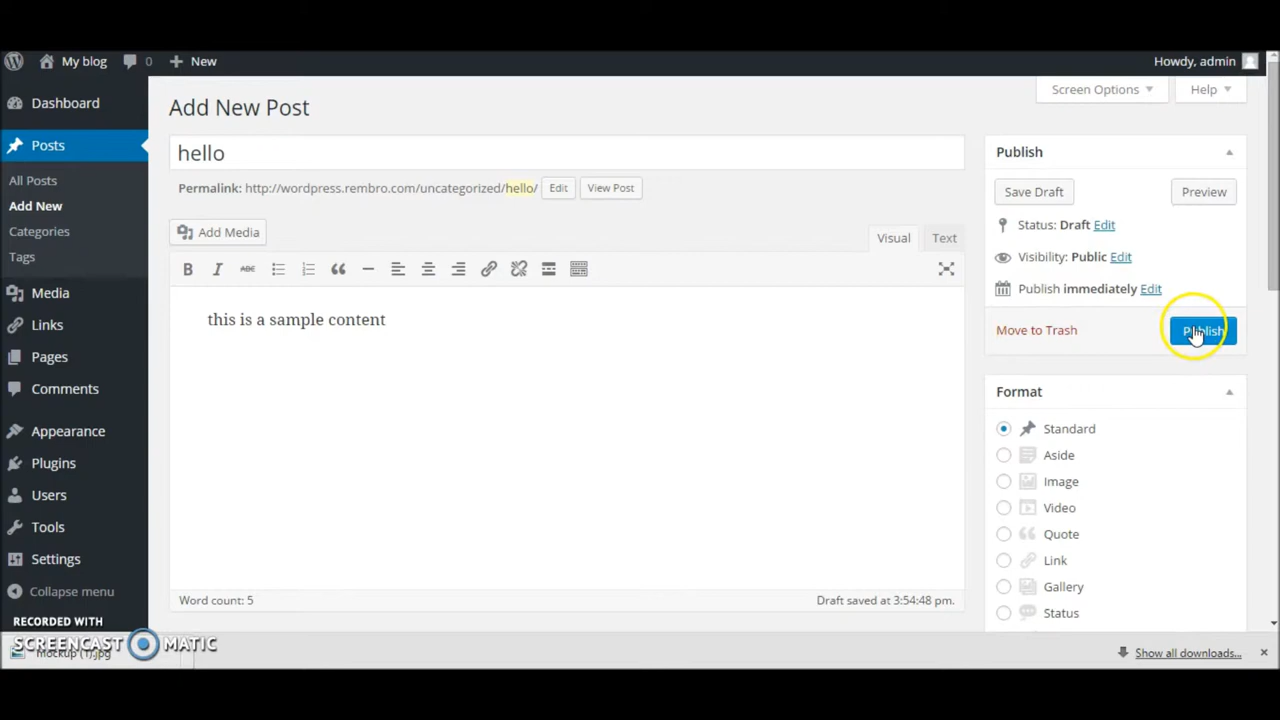 My blog 0 New Howdy, admin
Screen Options Help
Dashboard
Posts
All Posts
Add New
Categories
Tags
Media
Links
Pages
Comments
Appearance
Plugins
Users
Tools
Settings
Collapse menu
Add New Post
hello
Permalink: http://wordpress.rembro.com/uncategorized/hello/ Edit View Post
Add Media
Visual Text
B I ABC
this is a sample content
Word count: 5 Draft saved at 3:54:48 pm.
Publish
Save Draft Preview
Status: Draft Edit
Visibility: Public Edit
Publish immediately Edit
Move to Trash Publish
Format
Standard
Aside
Image
Video
Quote
Link
Gallery
Status
RECORDED WITH
SCREENCAST MATIC
mockup (1).jpg
Show all downloads...